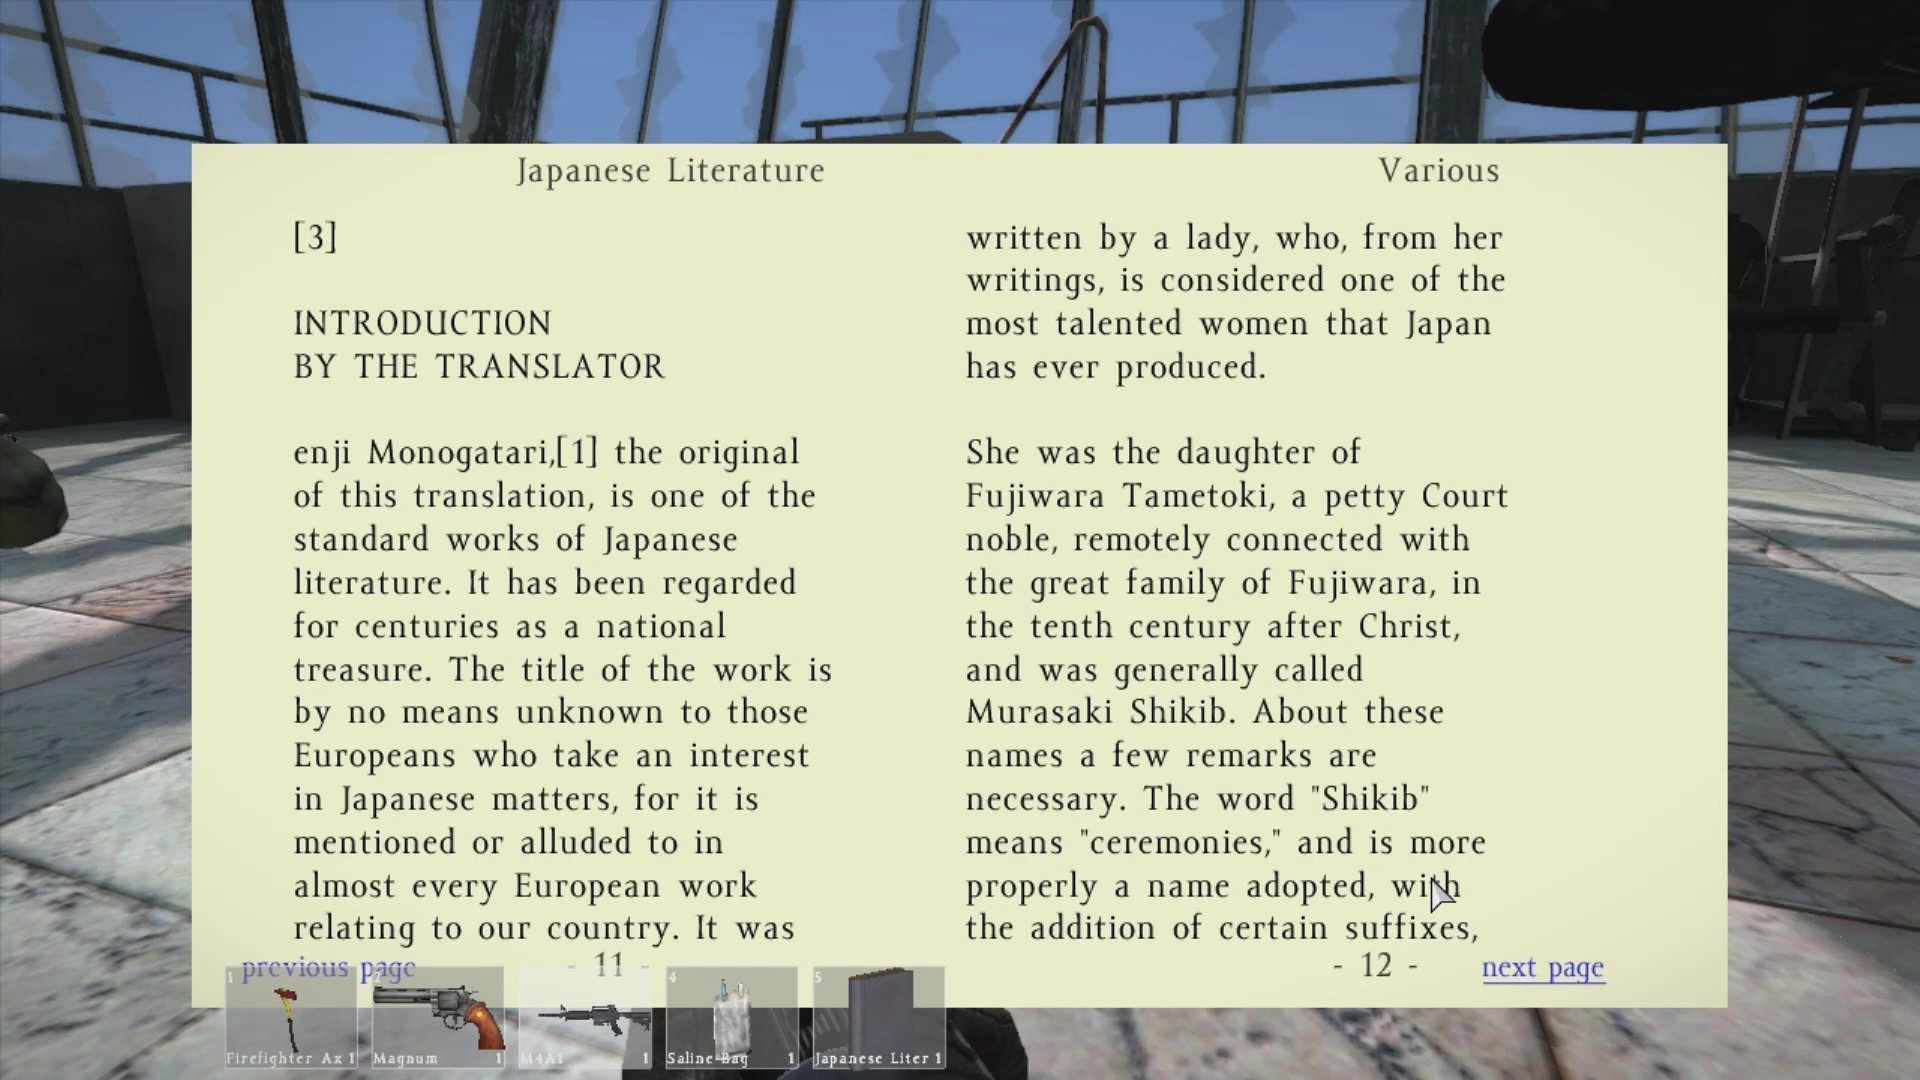 Japanese Literature
Various
[3]
INTRODUCTION
BY THE TRANSLATOR
enji Monogatari,[1] the original
of this translation, is one of the
standard works of Japanese
literature. It has been regarded
for centuries as a national
treasure. The title of the work is
by no means unknown to those
Europeans who take an interest
in Japanese matters, for it is
mentioned or alluded to in
almost every European work
relating to our country. It was
written by a lady, who, from her
writings, is considered one of the
most talented women that Japan
has ever produced.
She was the daughter of
Fujiwara Tametoki, a petty Court
noble, remotely connected with
the great family of Fujiwara, in
the tenth century after Christ,
and was generally called
Murasaki Shikib. About these
names a few remarks are
necessary. The word "Shikib"
means "ceremonies," and is more
properly a name adopted, with
the addition of certain suffixes,
previous page
- 11 -
- 12 -
next page
1
2
4
5
Firefighter Ax 1
Magnum 1
M4A1 1
Saline Bag 1
Japanese Liter 1